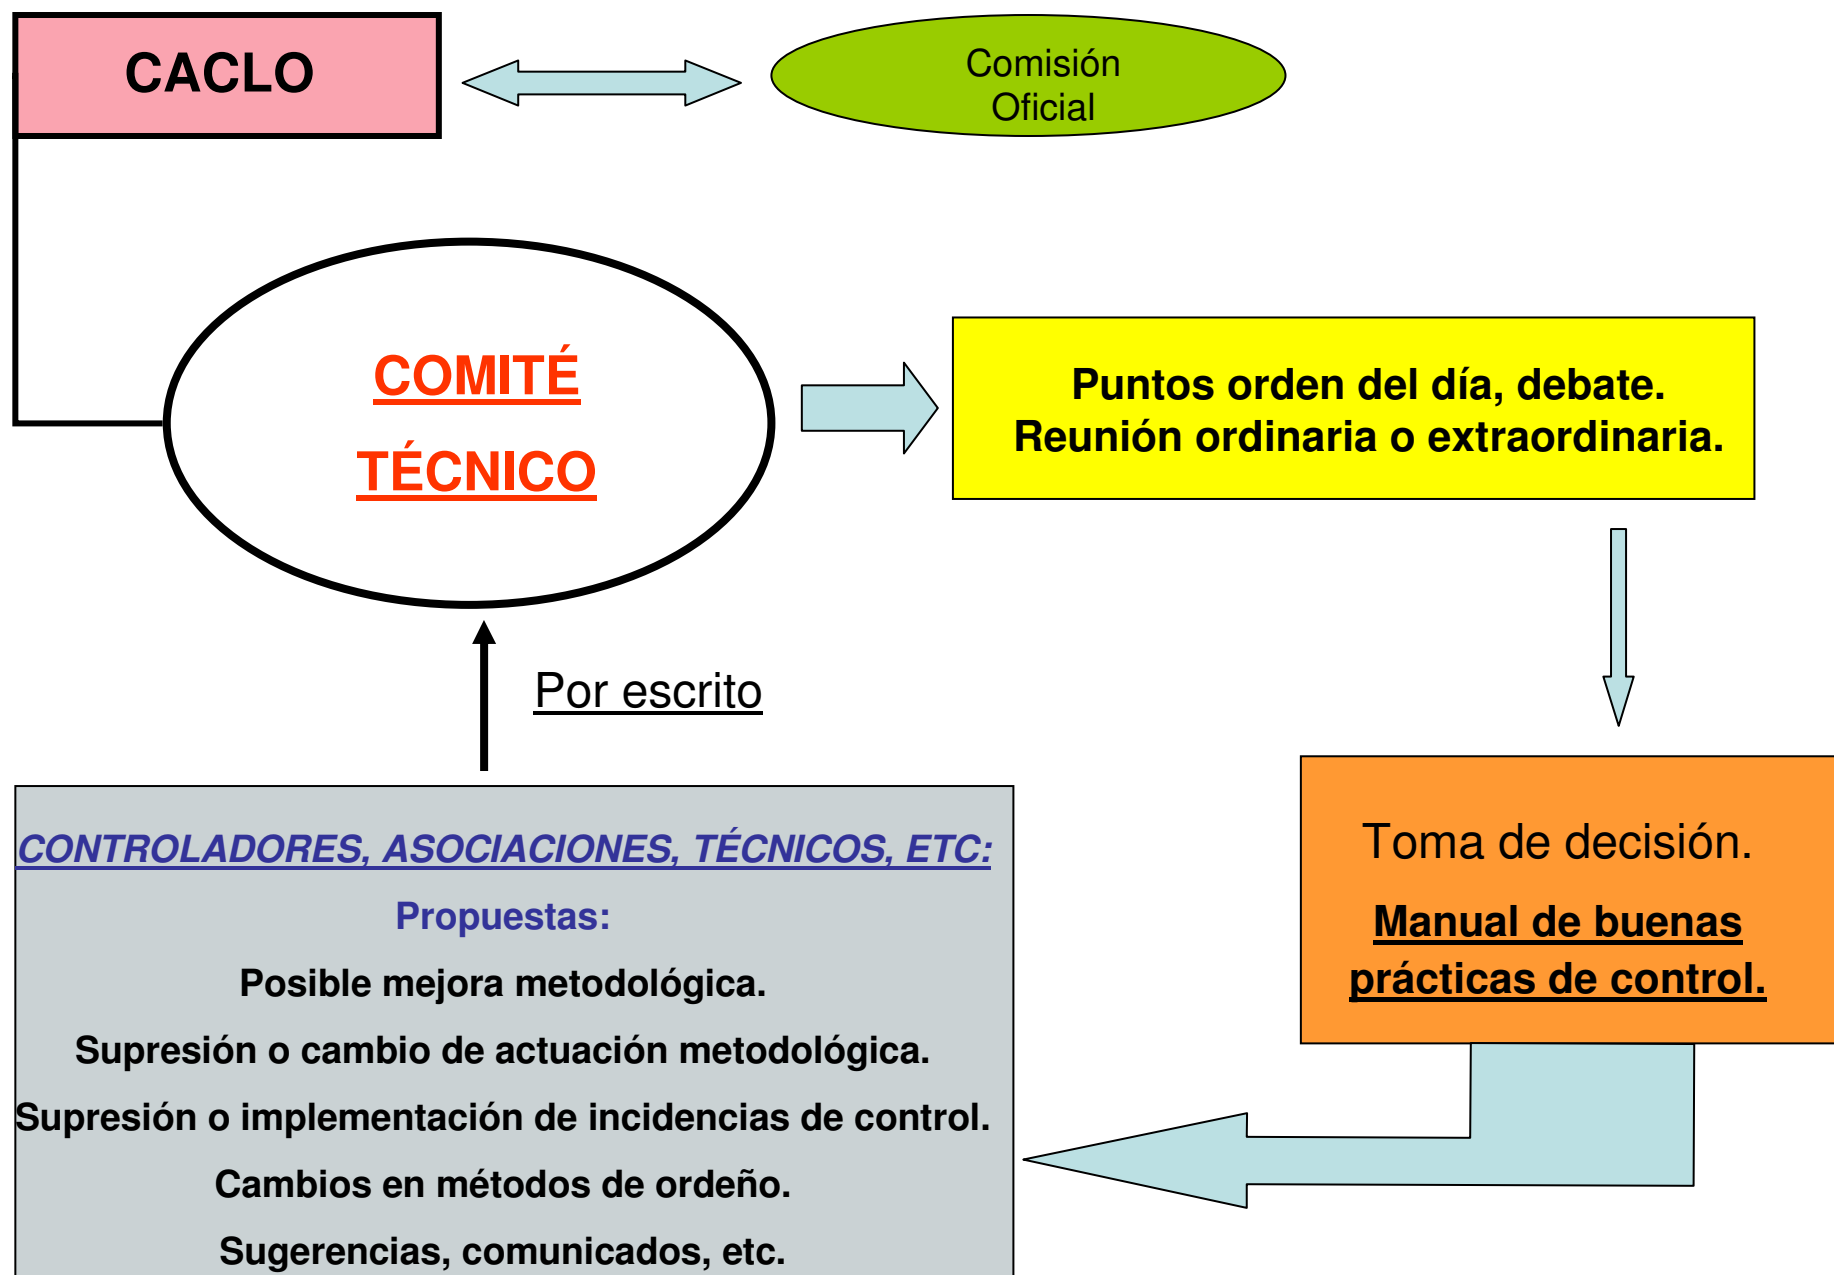 CACLO
Comisión
Oficial
COMITÉ
TÉCNICO
Puntos orden del día, debate.
Reunión ordinaria o extraordinaria.
Por escrito
CONTROLADORES, ASOCIACIONES, TÉCNICOS, ETC:
Propuestas:
Posible mejora metodológica.
Supresión o cambio de actuación metodológica.
Supresión o implementación de incidencias de control.
Cambios en métodos de ordeño.
Sugerencias, comunicados, etc.
Toma de decisión.
Manual de buenas
prácticas de control.